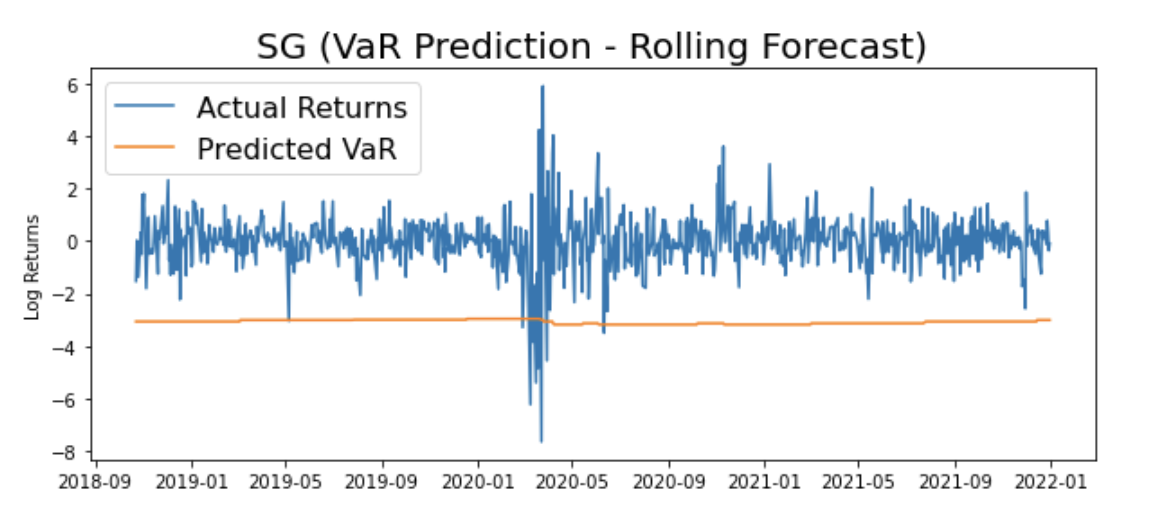 SG (VaR Prediction - Rolling Forecast)
Actual Returns
Predicted VaR
Log Returns
6
4
2
0
−2
−4
−6
−8
2018-09 2019-01 2019-05 2019-09 2020-01 2020-05 2020-09 2021-01 2021-05 2021-09 2022-01